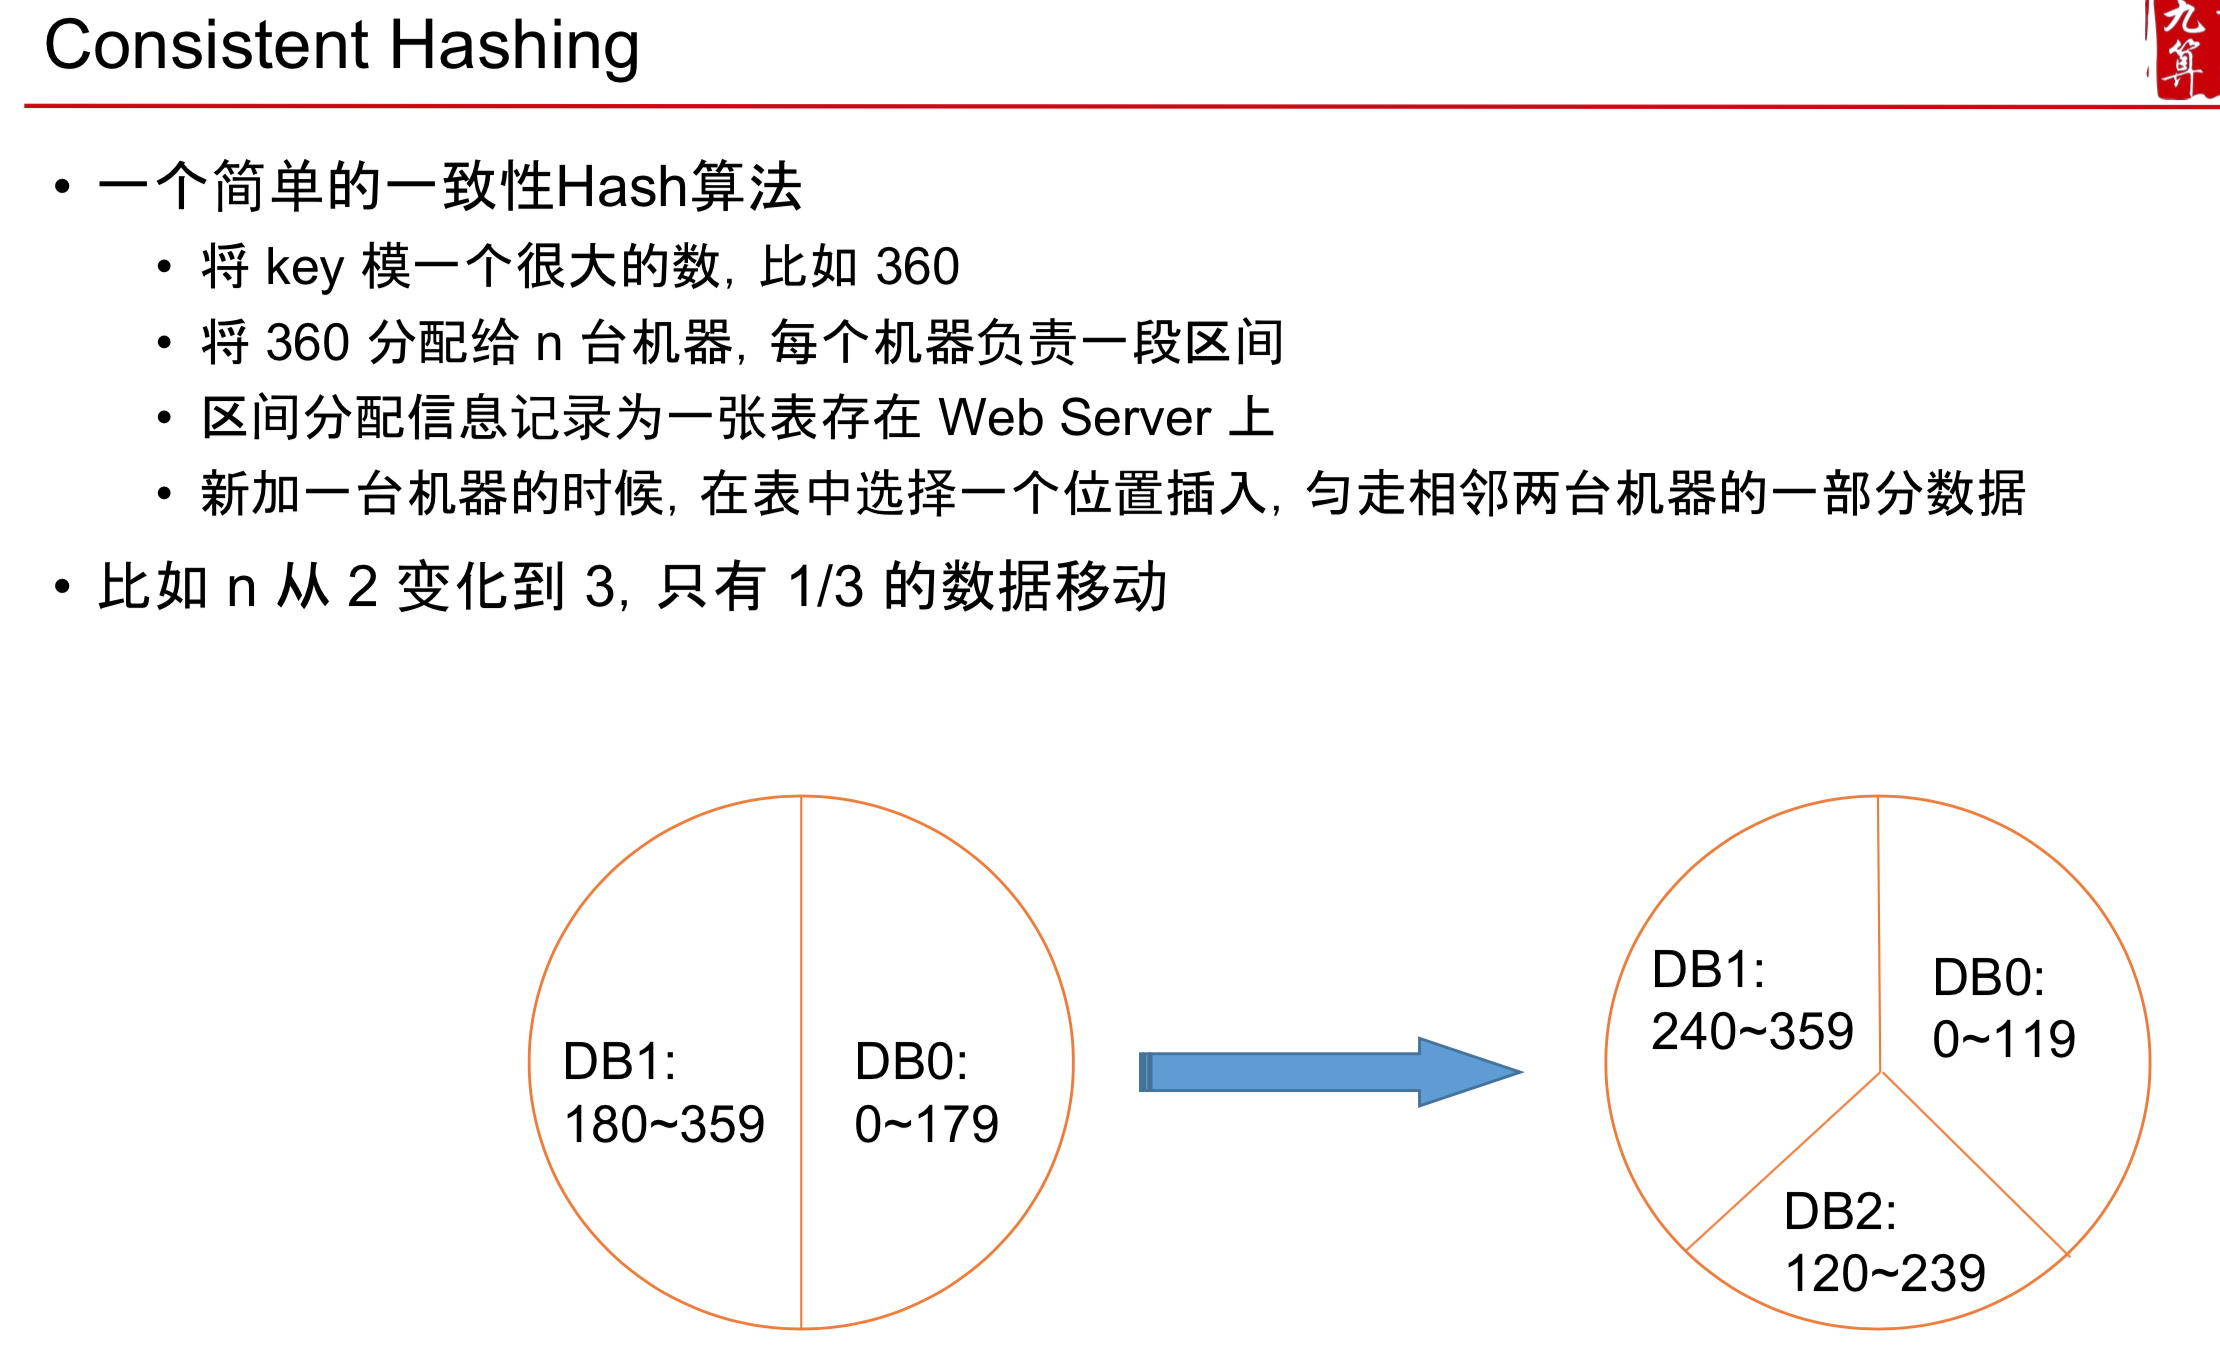 Consistent Hashing
九
算
• 一个简单的一致性Hash算法
• 将 key 模一个很大的数, 比如 360
• 将 360 分配给 n 台机器, 每个机器负责一段区间
• 区间分配信息记录为一张表存在 Web Server 上
• 新加一台机器的时候, 在表中选择一个位置插入, 匀走相邻两台机器的一部分数据
• 比如 n 从 2 变化到 3, 只有 1/3 的数据移动
DB1:
180~359
DB0:
0~179
DB1:
240~359
DB0:
0~119
DB2:
120~239